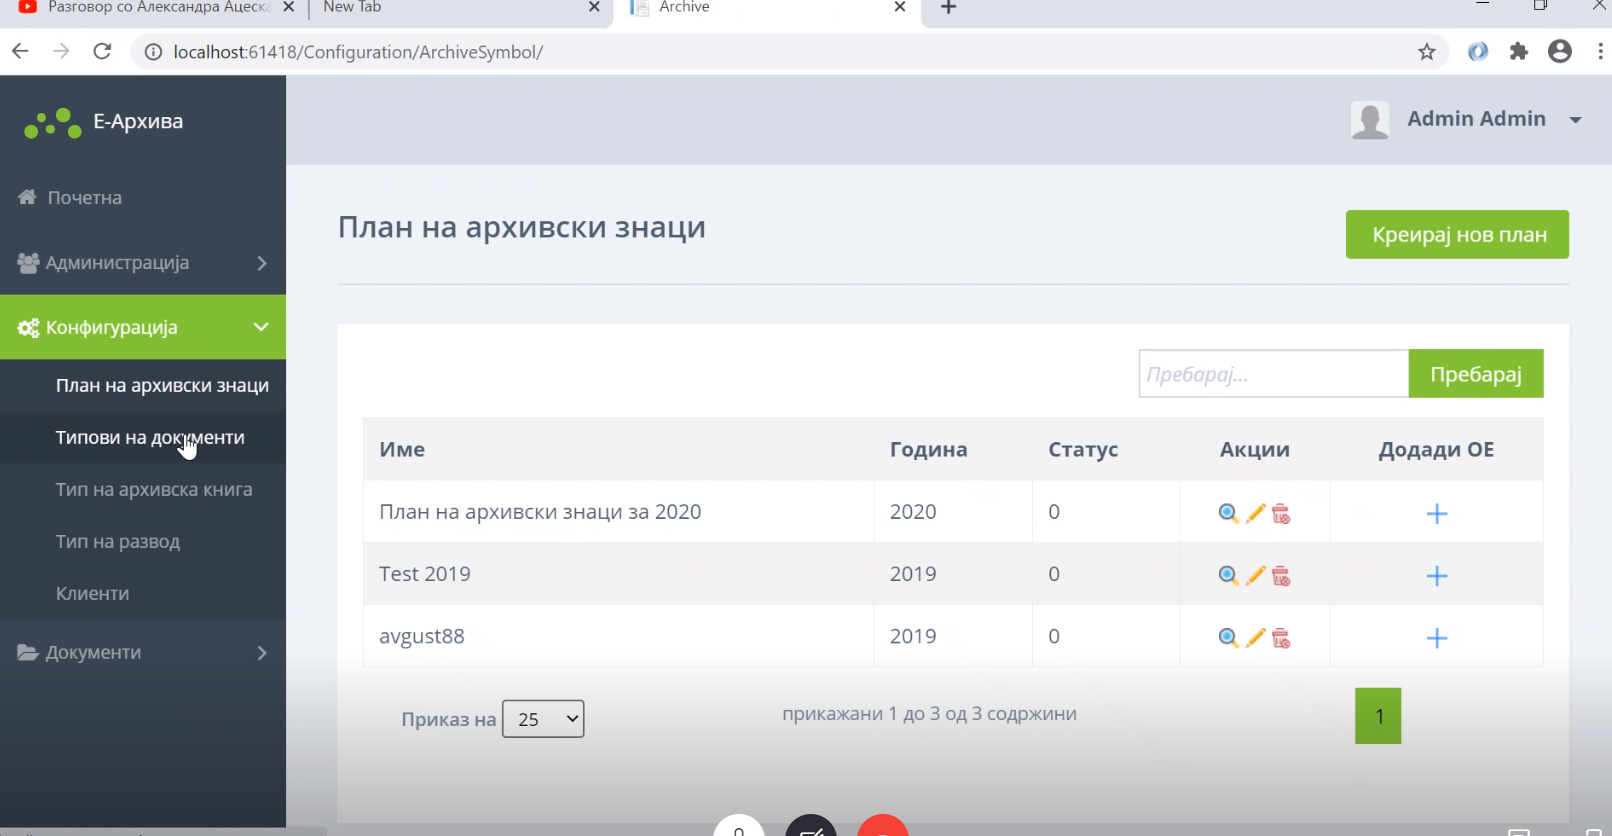 Разговор со Александра Ацеска
New Tab
Archive
localhost:61418/Configuration/ArchiveSymbol/
Е-Архива
Admin Admin
Почетна
Администрација
Конфигурација
План на архивски знаци
Типови на документи
Тип на архивска книга
Тип на развод
Клиенти
Документи
План на архивски знаци
Креирај нов план
Пребарај...
Пребарај
Име Година Статус Акции Додади ОЕ
План на архивски знаци за 2020 2020 0
Test 2019 2019 0
avgust88 2019 0
Приказ на 25
прикажани 1 до 3 од 3 содржини
1